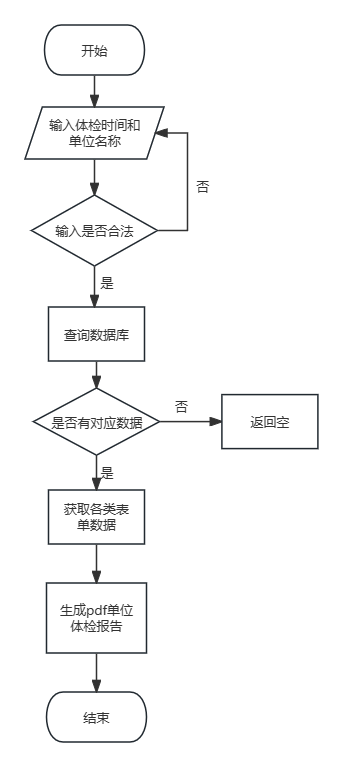 开始
输入体检时间和
单位名称
否
输入是否合法
是
查询数据库
是否有对应数据
否
返回空
是
获取各类表
单数据
生成pdf单位
体检报告
结束